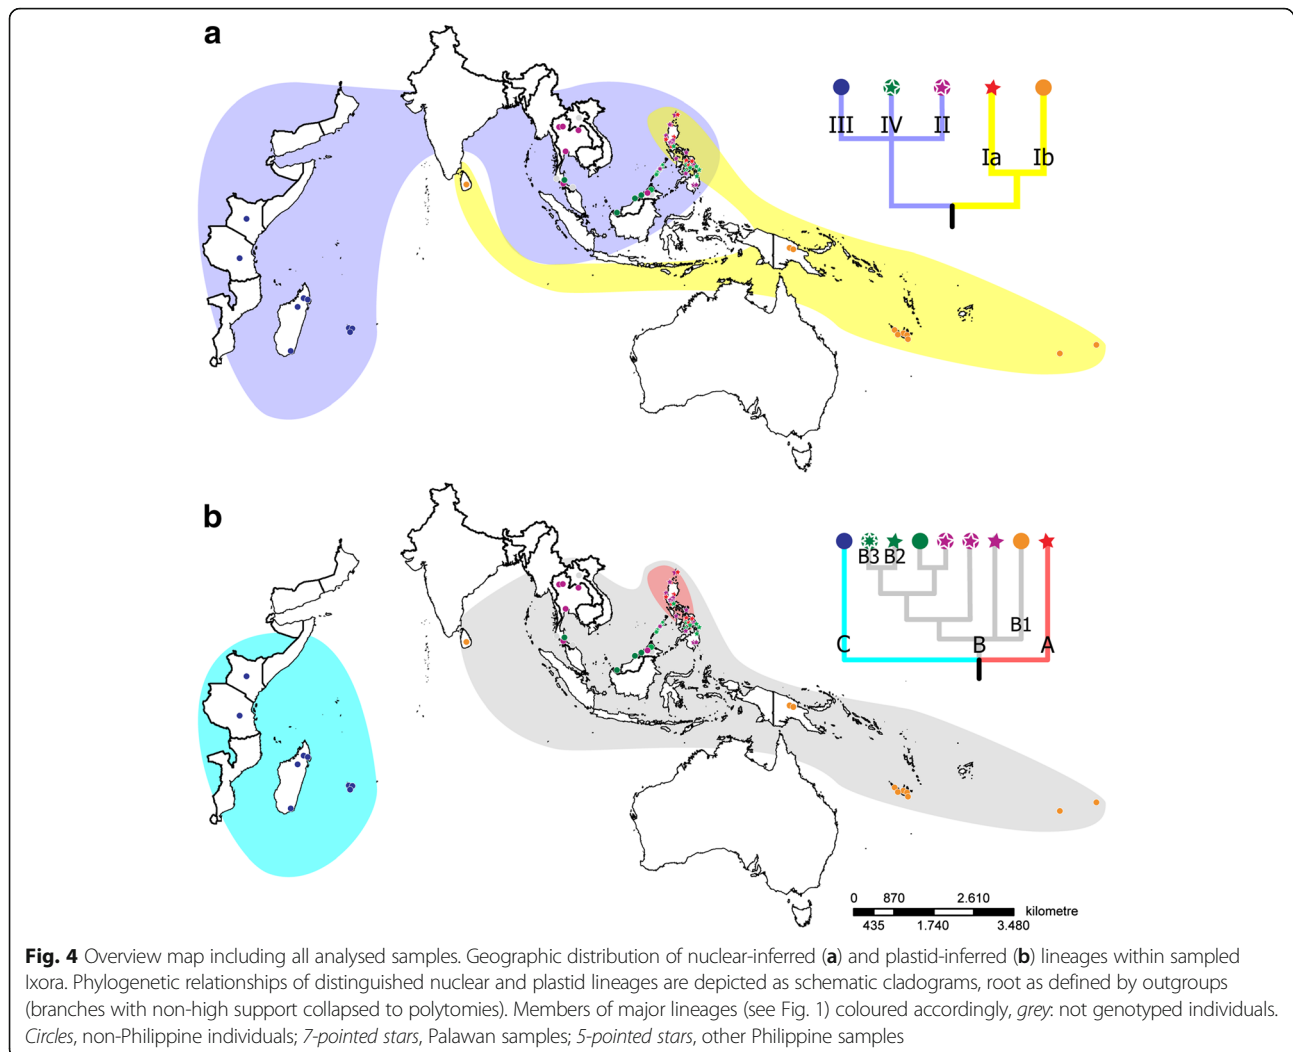 a
III IV II
Ia Ib
b
B3 B2
B1
C B A
0 870 2.610
kilometre
435 1.740 3.480
Fig. 4 Overview map including all analysed samples. Geographic distribution of nuclear-inferred (a) and plastid-inferred (b) lineages within sampled
Ixora. Phylogenetic relationships of distinguished nuclear and plastid lineages are depicted as schematic cladograms, root as defined by outgroups
(branches with non-high support collapsed to polytomies). Members of major lineages (see Fig. 1) coloured accordingly, grey: not genotyped individuals.
Circles, non-Philippine individuals; 7-pointed stars, Palawan samples; 5-pointed stars, other Philippine samples